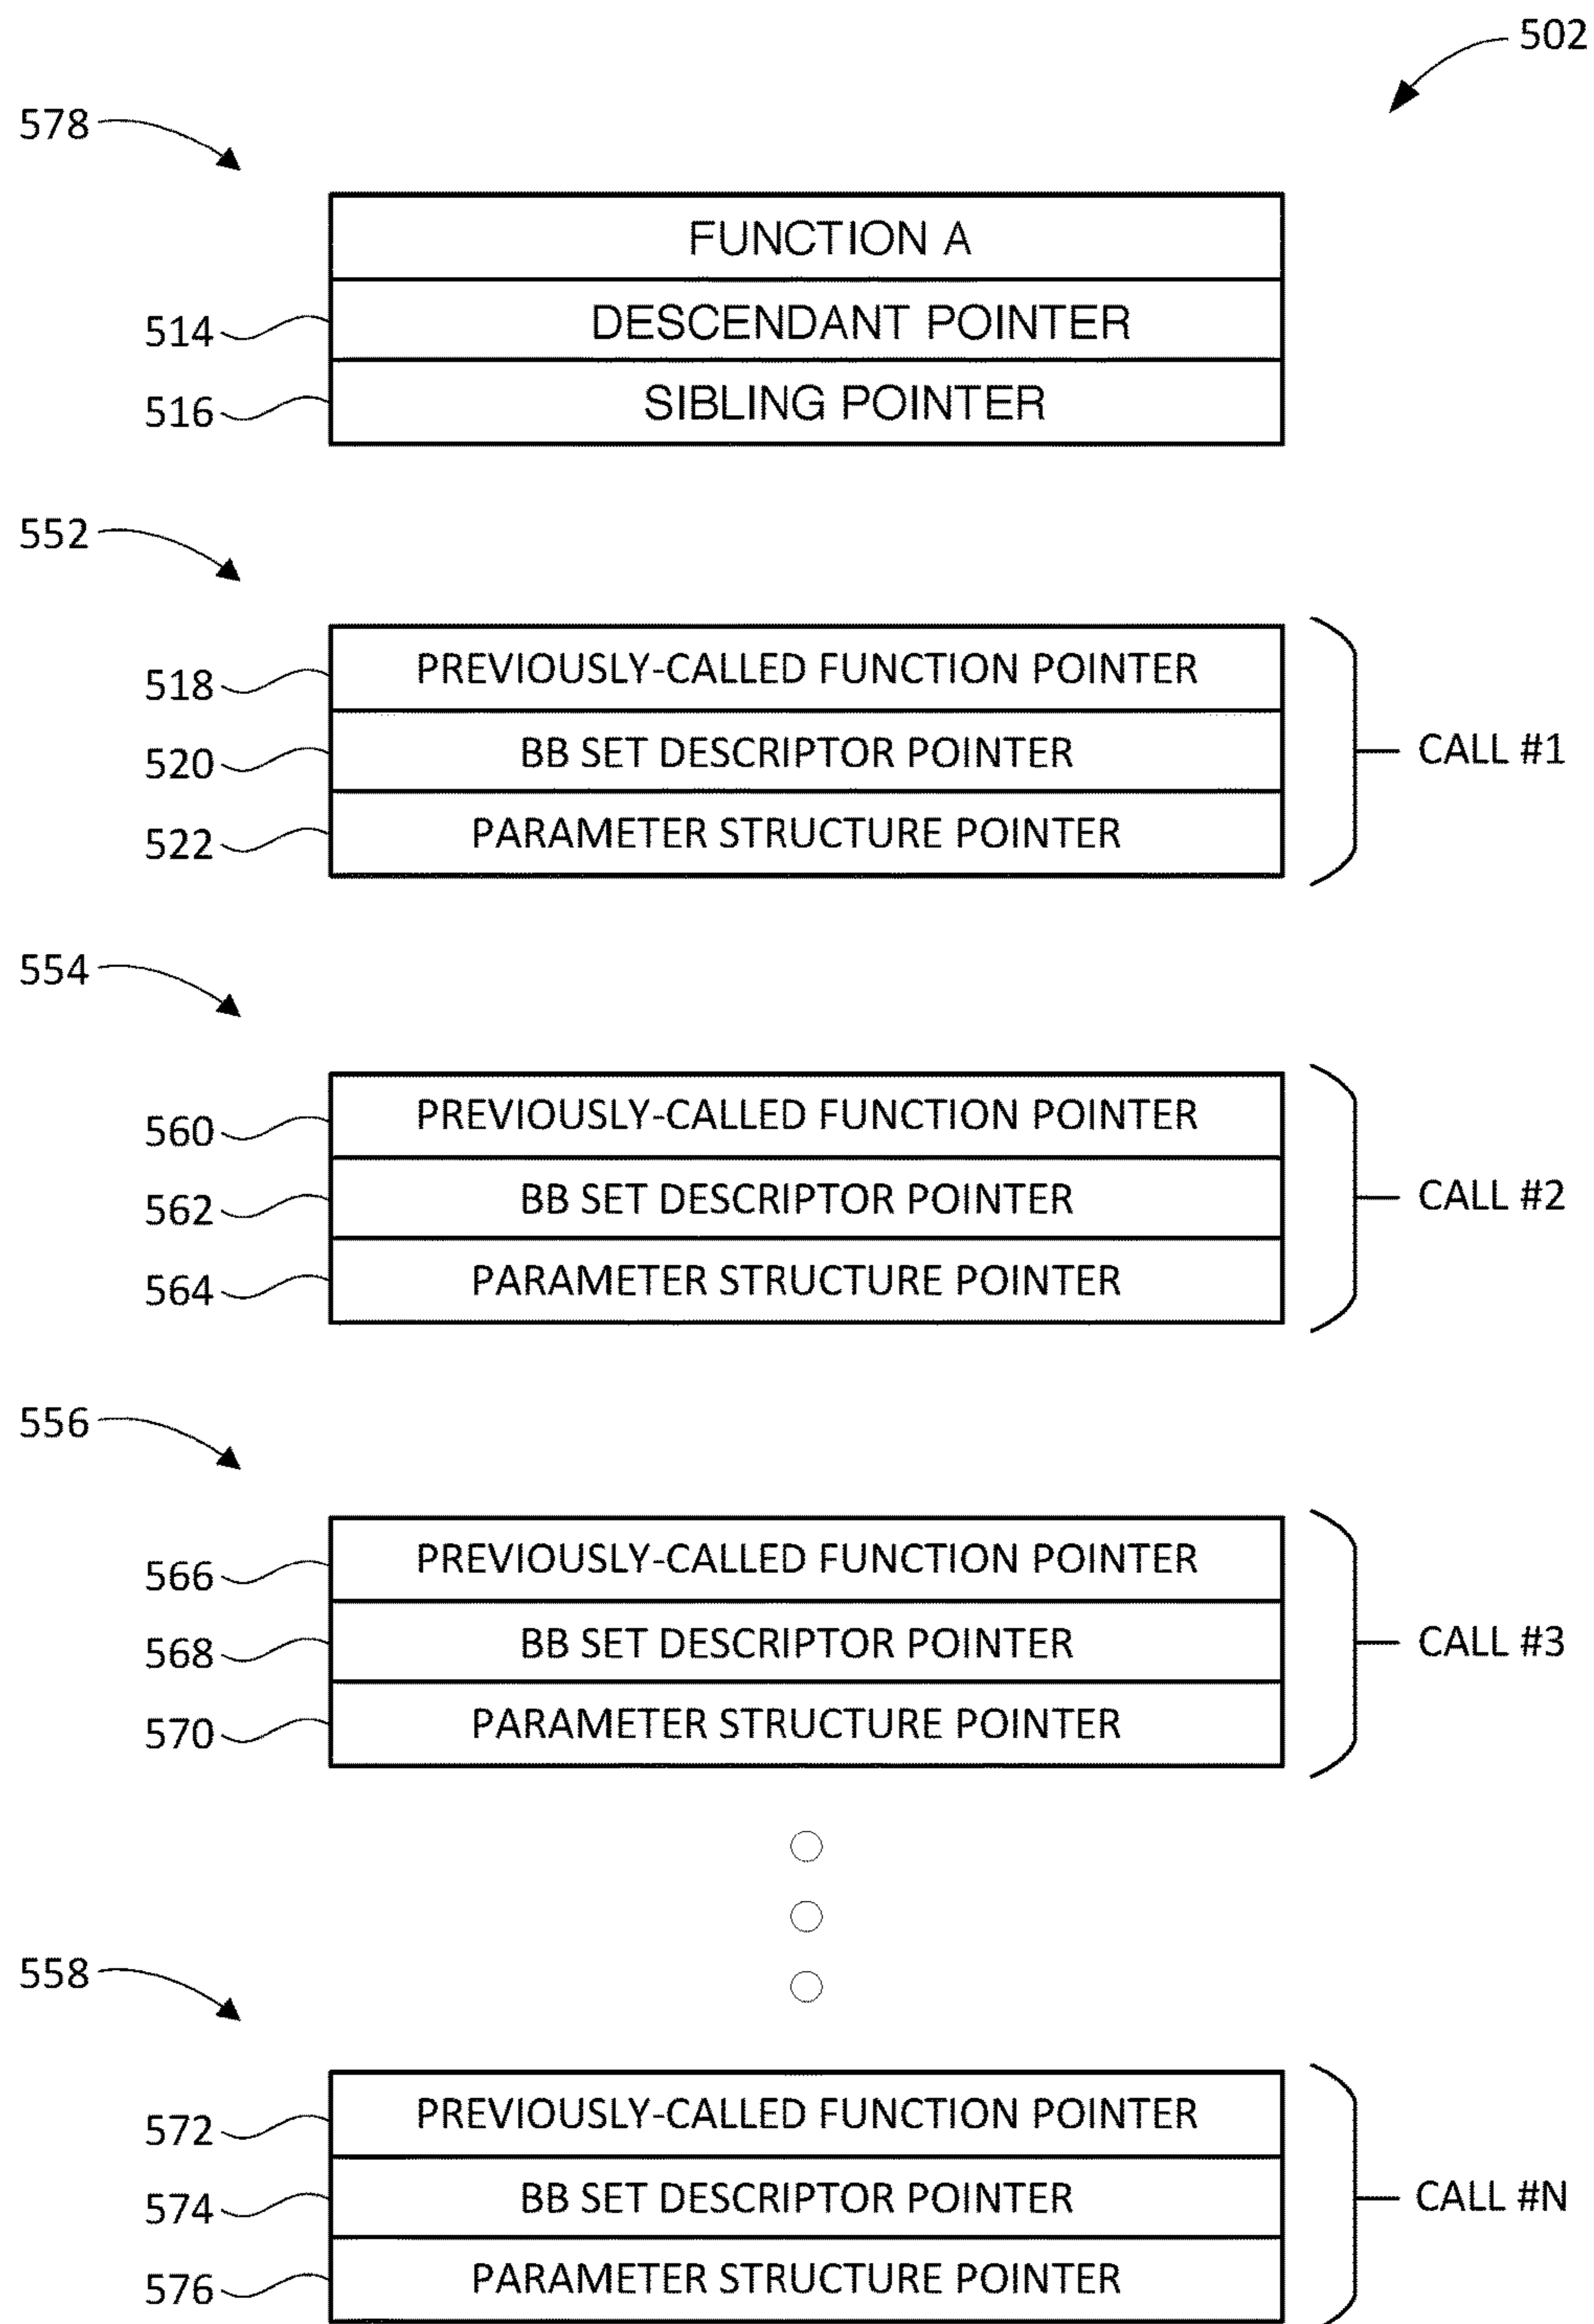 502
578
FUNCTION A
514 DESCENDANT POINTER
516 SIBLING POINTER
552
518 PREVIOUSLY-CALLED FUNCTION POINTER
520 BB SET DESCRIPTOR POINTER CALL #1
522 PARAMETER STRUCTURE POINTER
554
560 PREVIOUSLY-CALLED FUNCTION POINTER
562 BB SET DESCRIPTOR POINTER CALL #2
564 PARAMETER STRUCTURE POINTER
556
566 PREVIOUSLY-CALLED FUNCTION POINTER
568 BB SET DESCRIPTOR POINTER CALL #3
570 PARAMETER STRUCTURE POINTER
558
572 PREVIOUSLY-CALLED FUNCTION POINTER
574 BB SET DESCRIPTOR POINTER CALL #N
576 PARAMETER STRUCTURE POINTER